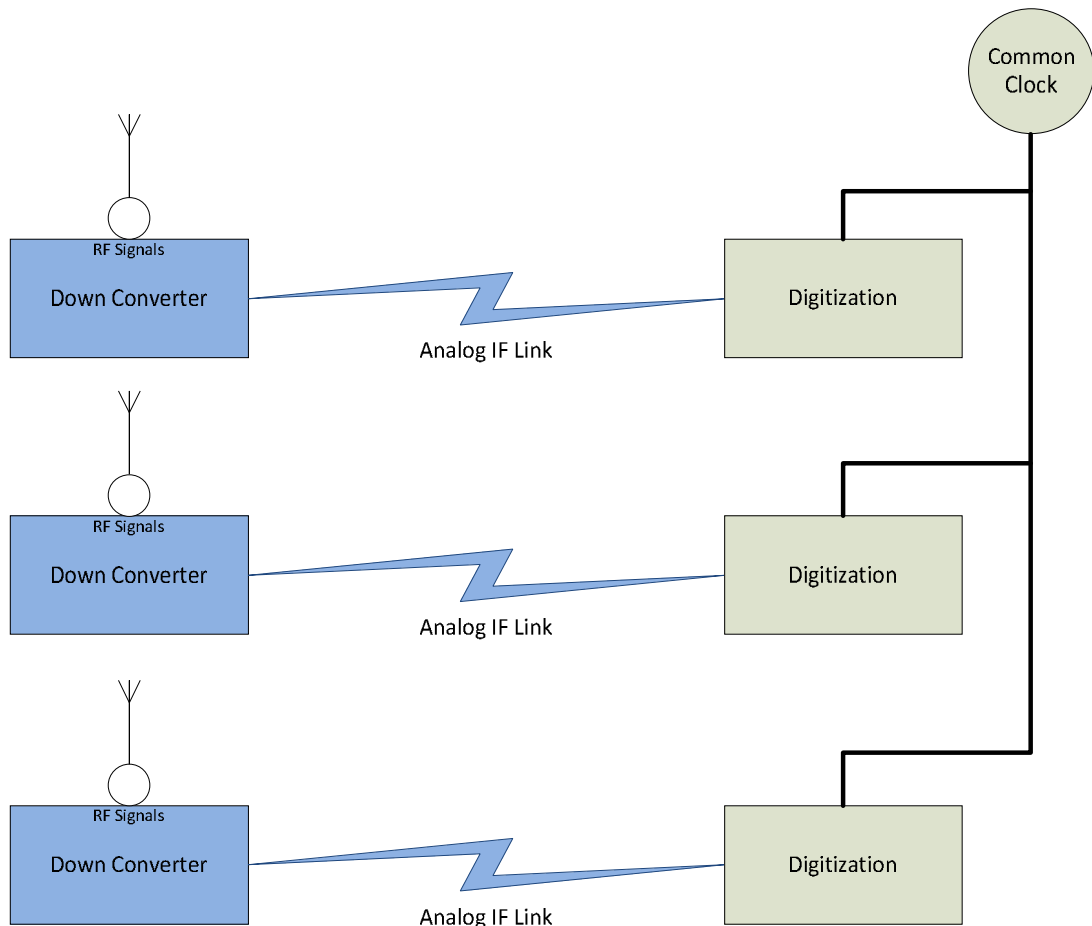 Common
Clock
RF Signals
Down Converter
Digitization
Analog IF Link
RF Signals
Down Converter
Digitization
Analog IF Link
RF Signals
Down Converter
Digitization
Analog IF Link